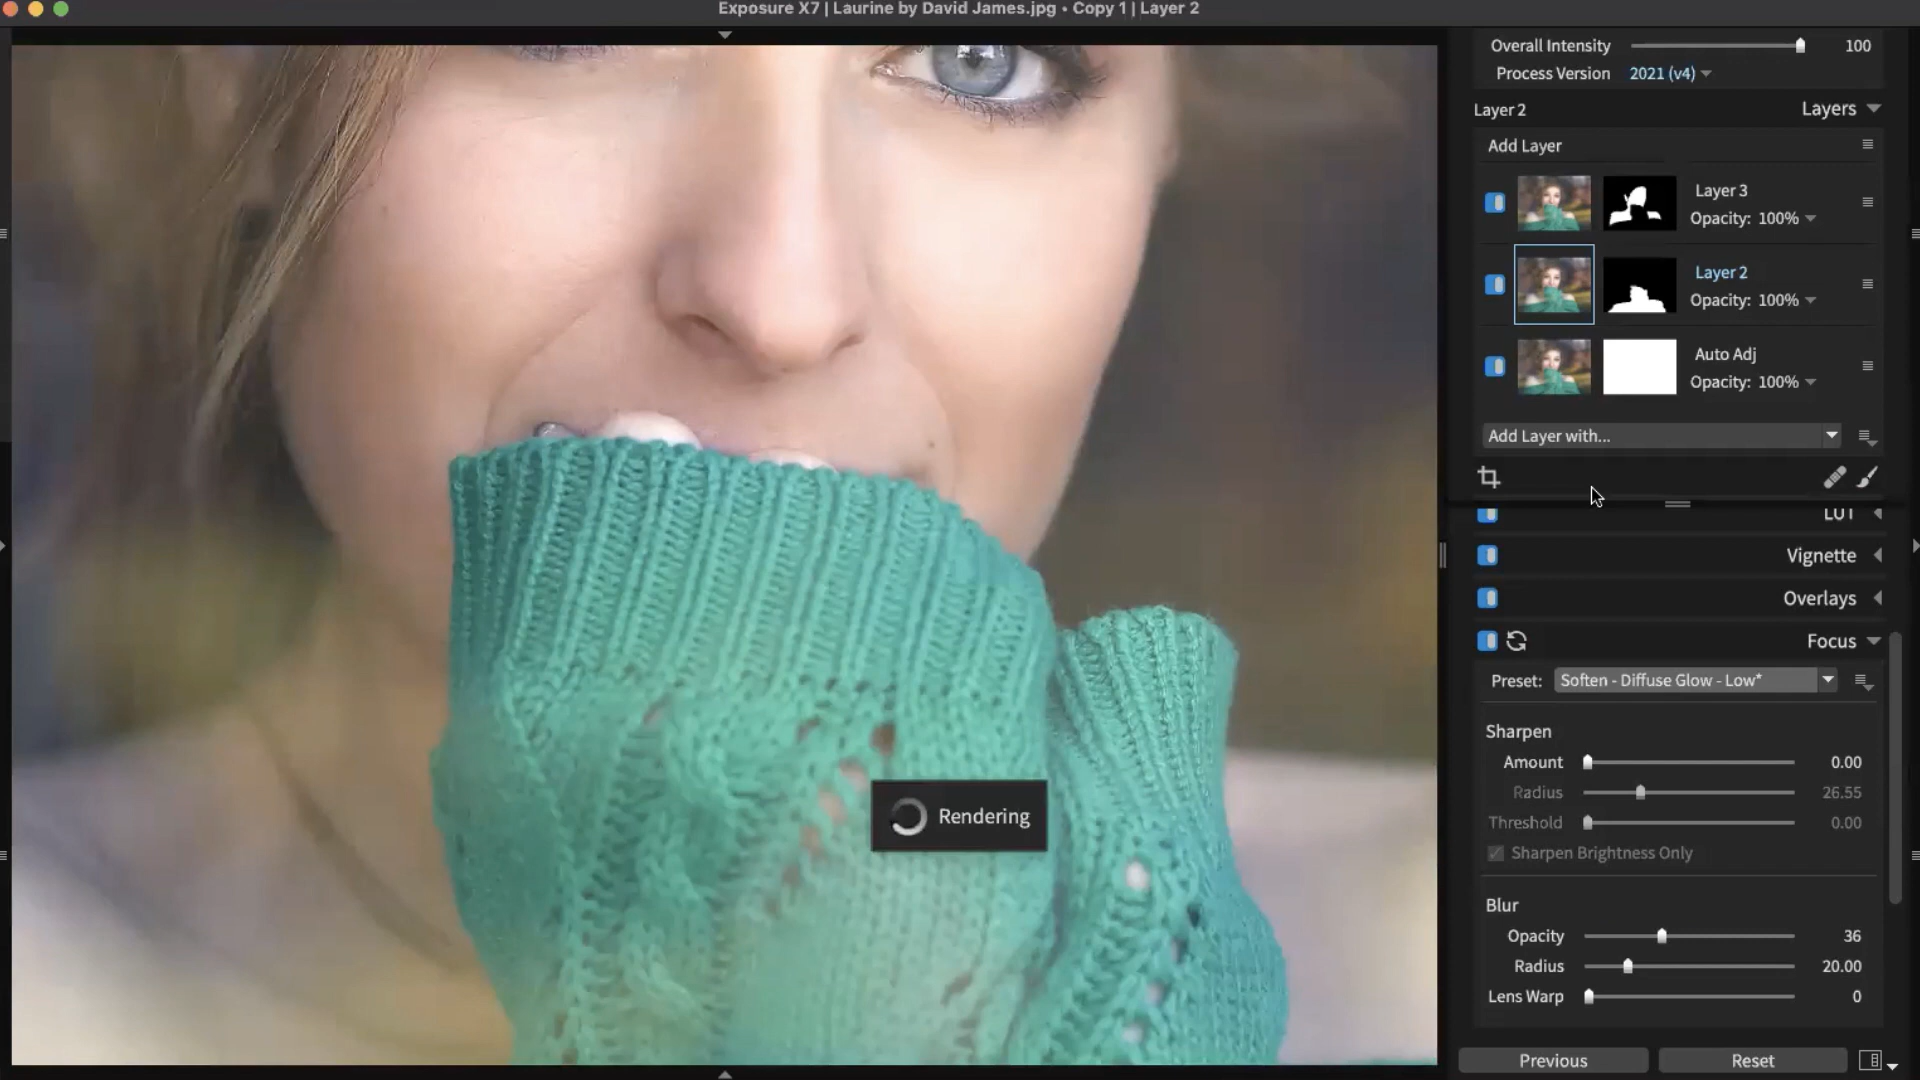 Exposure X7 | Laurine by David James.jpg • Copy 1 | Layer 2
Overall Intensity 100
Process Version 2021 (v4)
Layer 2 Layers
Add Layer
Layer 3
Opacity: 100%
Layer 2
Opacity: 100%
Auto Adj
Opacity: 100%
Add Layer with...
LUT
Vignette
Overlays
Focus
Preset: Soften - Diffuse Glow - Low*
Sharpen
Amount 0.00
Radius 26.55
Threshold 0.00
Sharpen Brightness Only
Blur
Opacity 36
Radius 20.00
Lens Warp 0
Previous Reset
Rendering